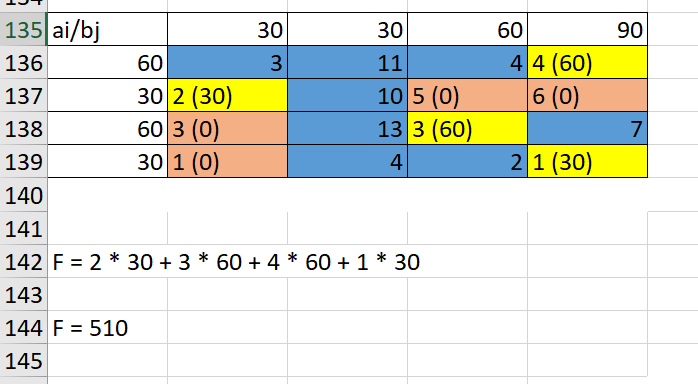 135 ai/bj 30 30 60 90
136 60 3 11 4 4 (60)
137 30 2 (30) 10 5 (0) 6 (0)
138 60 3 (0) 13 3 (60) 7
139 30 1 (0) 4 2 1 (30)
140
141
142 F = 2 * 30 + 3 * 60 + 4 * 60 + 1 * 30
143
144 F = 510
145